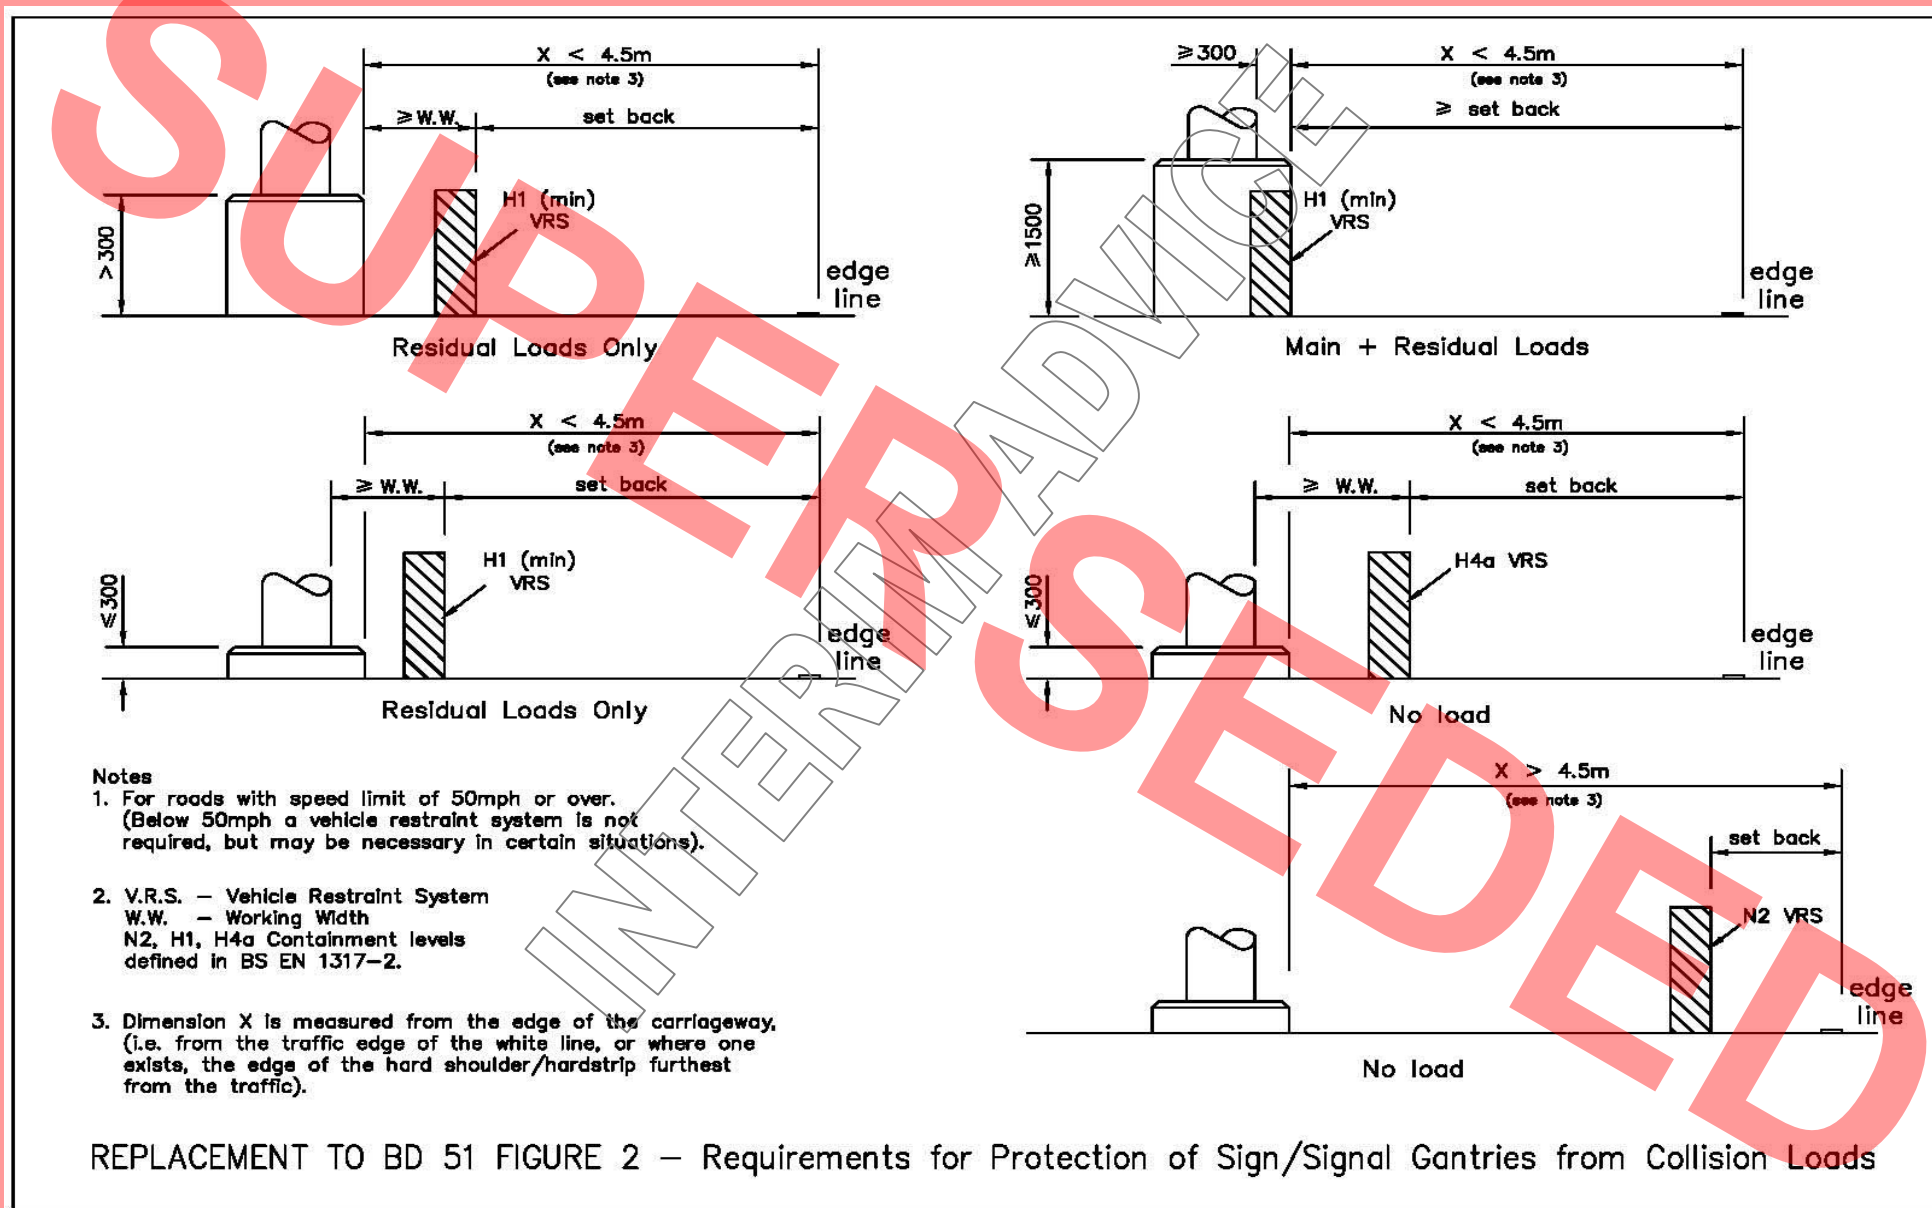 X < 4.5m
(see note 3)
≥ W.W.
set back
>300
H1 (min)
VRS
edge
line
Residual Loads Only
≥300
X < 4.5m
(see note 3)
≥ set back
≥1500
H1 (min)
VRS
edge
line
Main + Residual Loads
X < 4.5m
(see note 3)
≥ W.W.
set back
≤300
H1 (min)
VRS
edge
line
Residual Loads Only
X < 4.5m
(see note 3)
≥ W.W.
set back
≤300
H4a VRS
edge
line
No load
X > 4.5m
(see note 3)
set back
N2 VRS
edge
line
No load
Notes
1. For roads with speed limit of 50mph or over.
(Below 50mph a vehicle restraint system is not
required, but may be necessary in certain situations).
2. V.R.S. – Vehicle Restraint System
W.W. – Working Width
N2, H1, H4a Containment levels
defined in BS EN 1317–2.
3. Dimension X is measured from the edge of the carriageway,
(i.e. from the traffic edge of the white line, or where one
exists, the edge of the hard shoulder/hardstrip furthest
from the traffic).
REPLACEMENT TO BD 51 FIGURE 2 – Requirements for Protection of Sign/Signal Gantries from Collision Loads
SUPERSEDED
INTERIM ADVICE